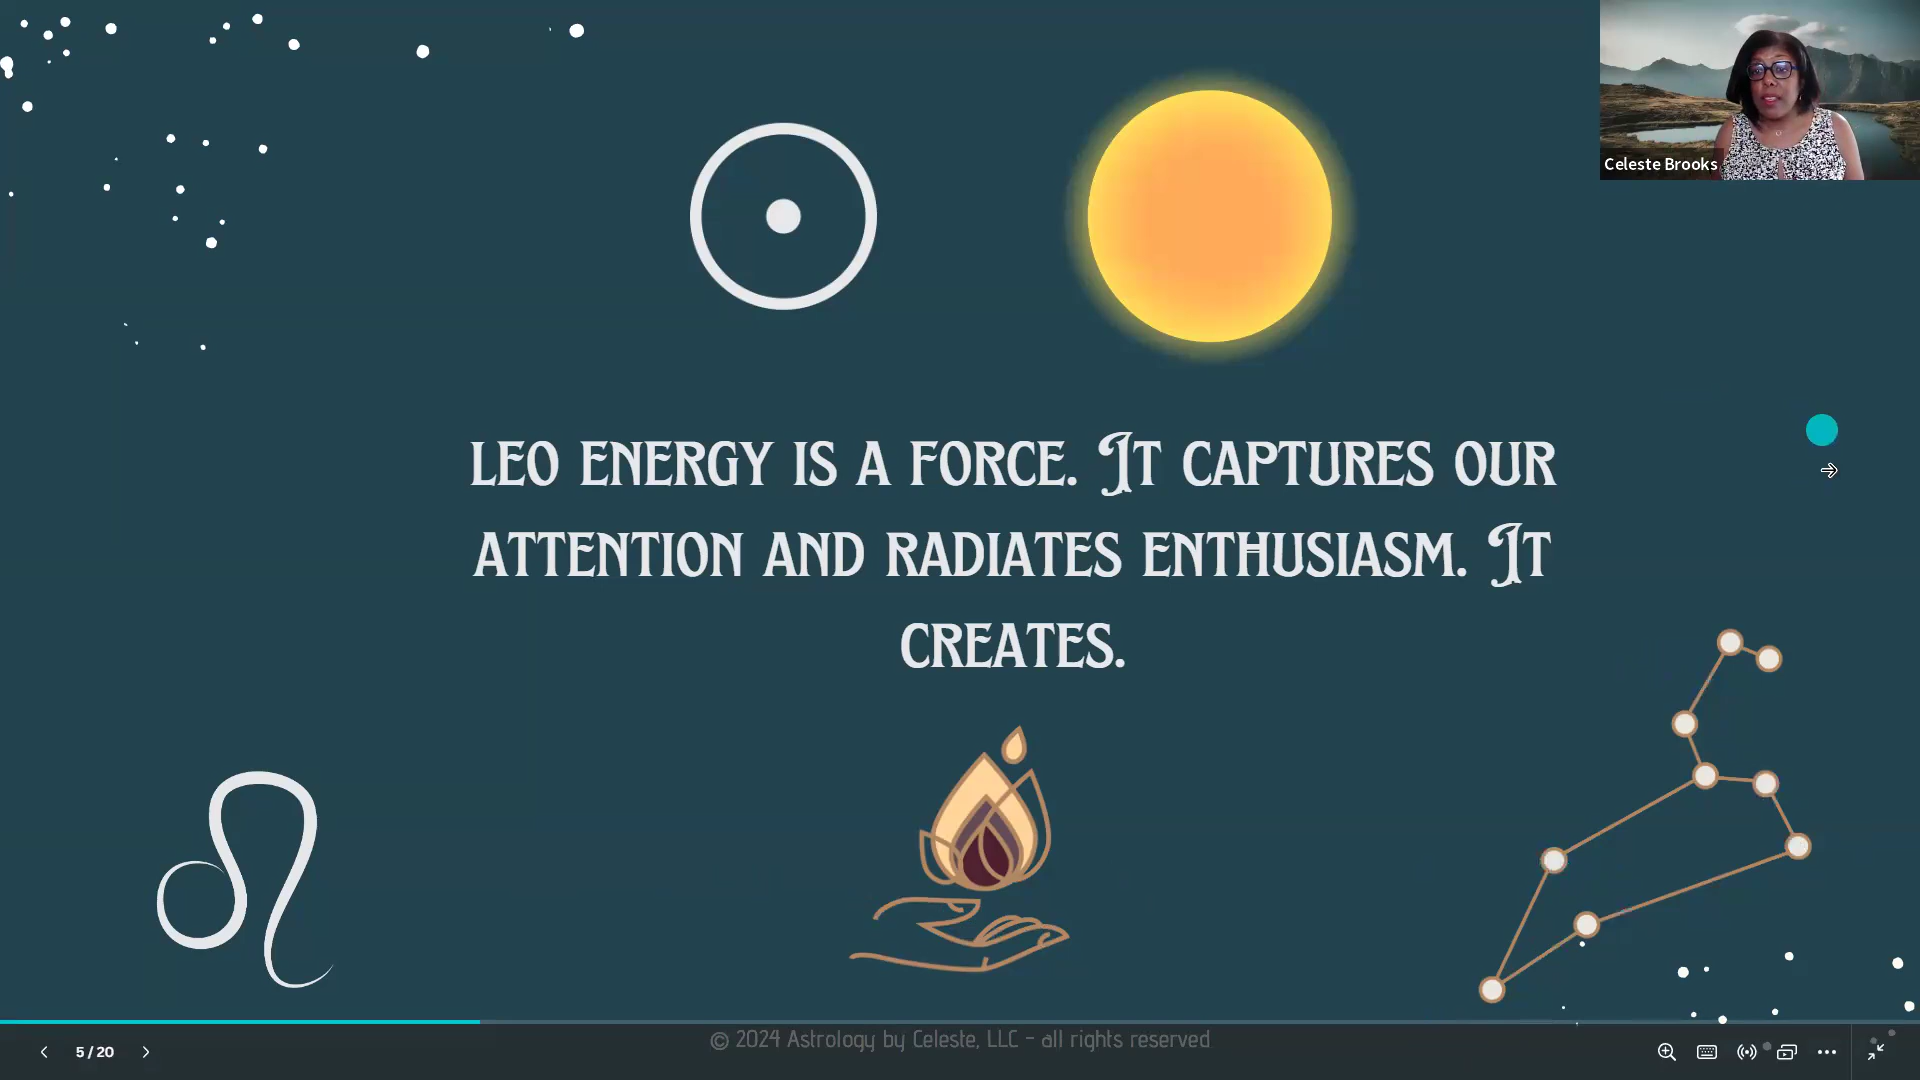 Celeste Brooks
LEO ENERGY IS A FORCE. IT CAPTURES OUR
ATTENTION AND RADIATES ENTHUSIASM. IT
CREATES.
© 2024 Astrology by Celeste, LLC - all rights reserved
5 / 20